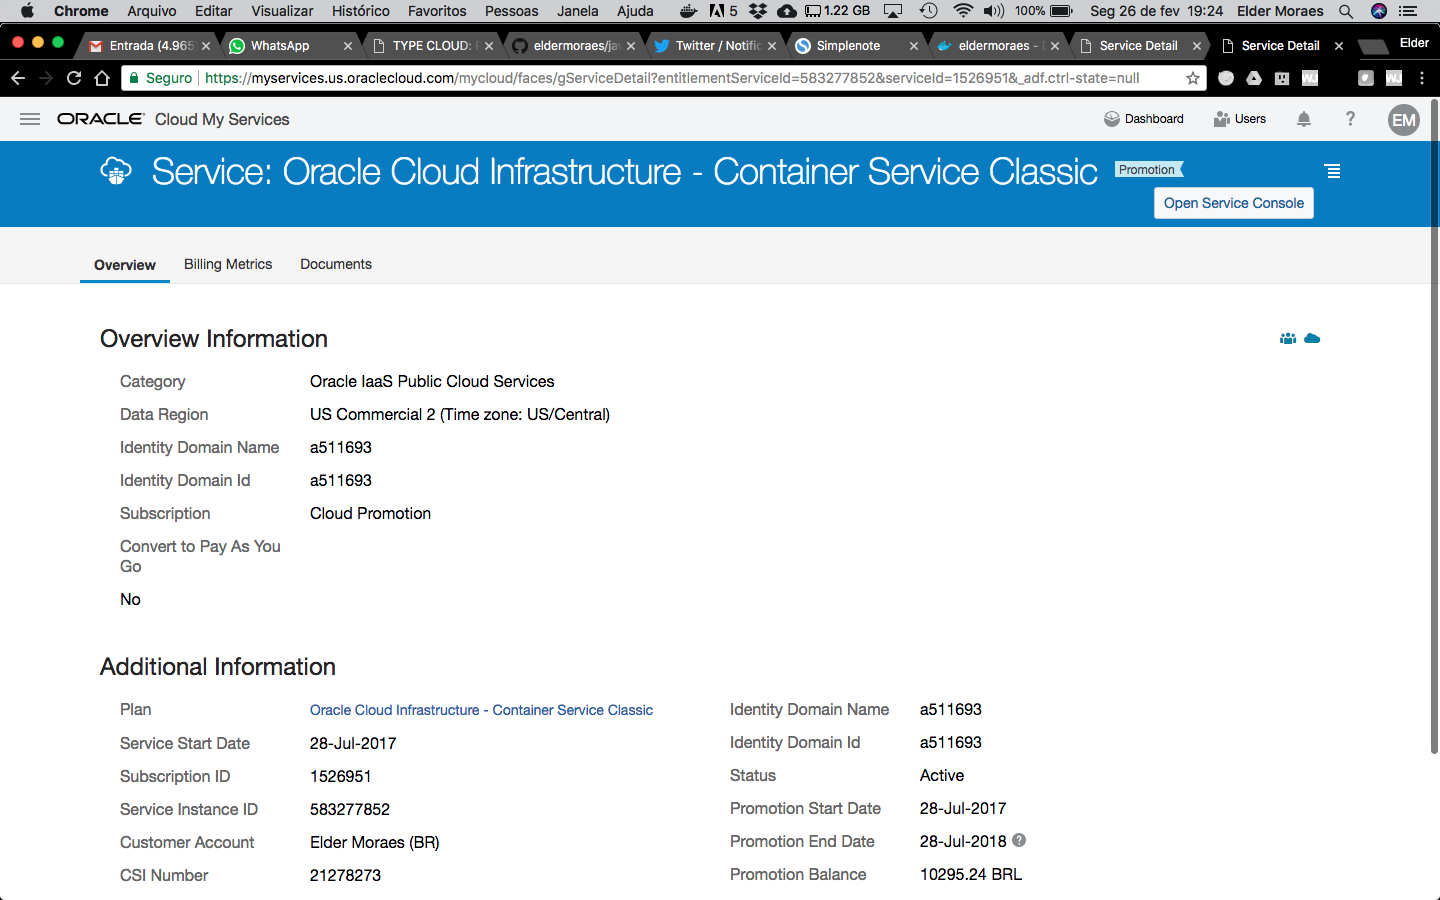 Chrome Arquivo Editar Visualizar Histórico Favoritos Pessoas Janela Ajuda 5 1.22 GB 100% Seg 26 de fev 19:24 Elder Moraes
Entrada (4.965 WhatsApp TYPE CLOUD: eldermoraes/ja Twitter / Notific Simplenote eldermoraes - Service Detail Service Detail Elder
Seguro https://myservices.us.oraclecloud.com/mycloud/faces/gServiceDetail?entitlementServiceId=583277852&serviceId=1526951&_adf.ctrl-state=null
ORACLE Cloud My Services Dashboard Users ? EM
Service: Oracle Cloud Infrastructure - Container Service Classic Promotion
Open Service Console
Overview Billing Metrics Documents
Overview Information
Category Oracle IaaS Public Cloud Services
Data Region US Commercial 2 (Time zone: US/Central)
Identity Domain Name a511693
Identity Domain Id a511693
Subscription Cloud Promotion
Convert to Pay As You
Go
No
Additional Information
Plan Oracle Cloud Infrastructure - Container Service Classic Identity Domain Name a511693
Service Start Date 28-Jul-2017 Identity Domain Id a511693
Subscription ID 1526951 Status Active
Service Instance ID 583277852 Promotion Start Date 28-Jul-2017
Customer Account Elder Moraes (BR) Promotion End Date 28-Jul-2018 ?
CSI Number 21278273 Promotion Balance 10295.24 BRL